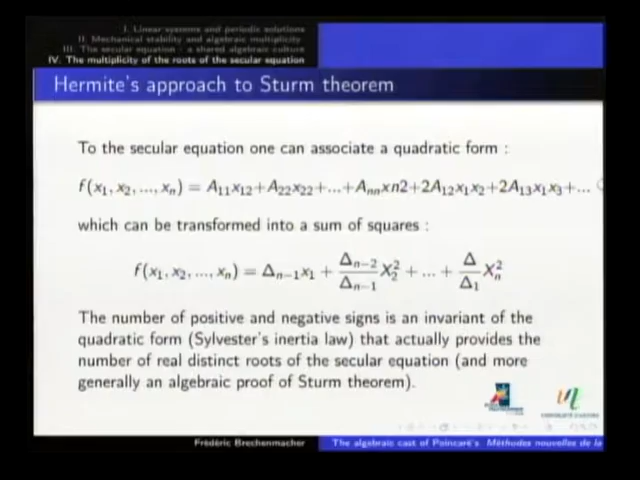 I. Linear systems and periodic solutions
II. Mechanical stability and algebraic multiplicity
III. The secular equation - a shared algebraic culture
IV. The multiplicity of the roots of the secular equation
Hermite's approach to Sturm theorem
To the secular equation one can associate a quadratic form :
f(x₁, x₂, ..., xₙ) = A₁₁x₁₂+A₂₂x₂₂+...+Aₙₙxn2+2A₁₂x₁x₂+2A₁₃x₁x₃+...
which can be transformed into a sum of squares :
f(x₁, x₂, ..., xₙ) = Δₙ₋₁x₁ + Δₙ₋₂/Δₙ₋₁ X₂² + ... + Δ/Δ₁ Xₙ²
The number of positive and negative signs is an invariant of the
quadratic form (Sylvester's inertia law) that actually provides the
number of real distinct roots of the secular equation (and more
generally an algebraic proof of Sturm theorem).
Frédéric Brechenmacher
The algebraic cast of Poincaré's Méthodes nouvelles de la